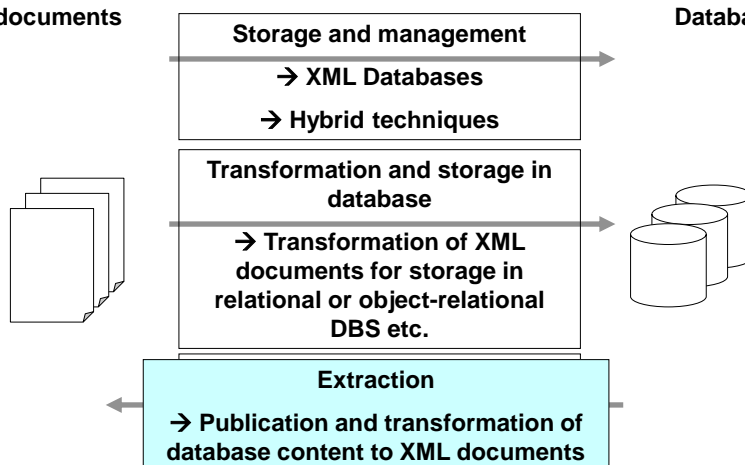 documents
Databa
Storage and management
→ XML Databases
→ Hybrid techniques
Transformation and storage in
database
→ Transformation of XML
documents for storage in
relational or object-relational
DBS etc.
Extraction
→ Publication and transformation of
database content to XML documents